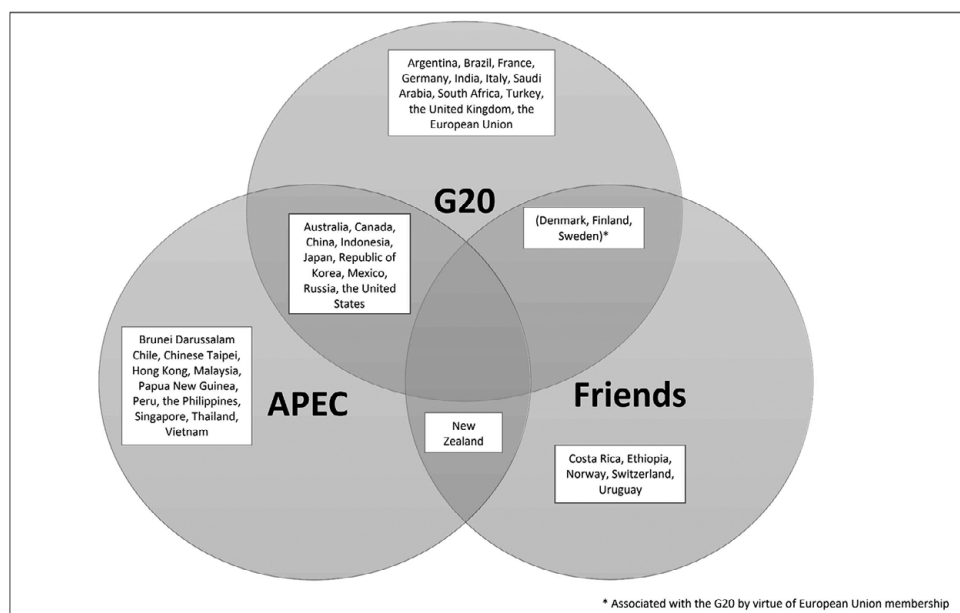 Argentina, Brazil, France,
Germany, India, Italy, Saudi
Arabia, South Africa, Turkey,
the United Kingdom, the
European Union
G20
(Denmark, Finland,
Sweden)*
Australia, Canada,
China, Indonesia,
Japan, Republic of
Korea, Mexico,
Russia, the United
States
Brunei Darussalam
Chile, Chinese Taipei,
Hong Kong, Malaysia,
Papua New Guinea,
Peru, the Philippines,
Singapore, Thailand,
Vietnam
APEC
Friends
New
Zealand
Costa Rica, Ethiopia,
Norway, Switzerland,
Uruguay
* Associated with the G20 by virtue of European Union membership